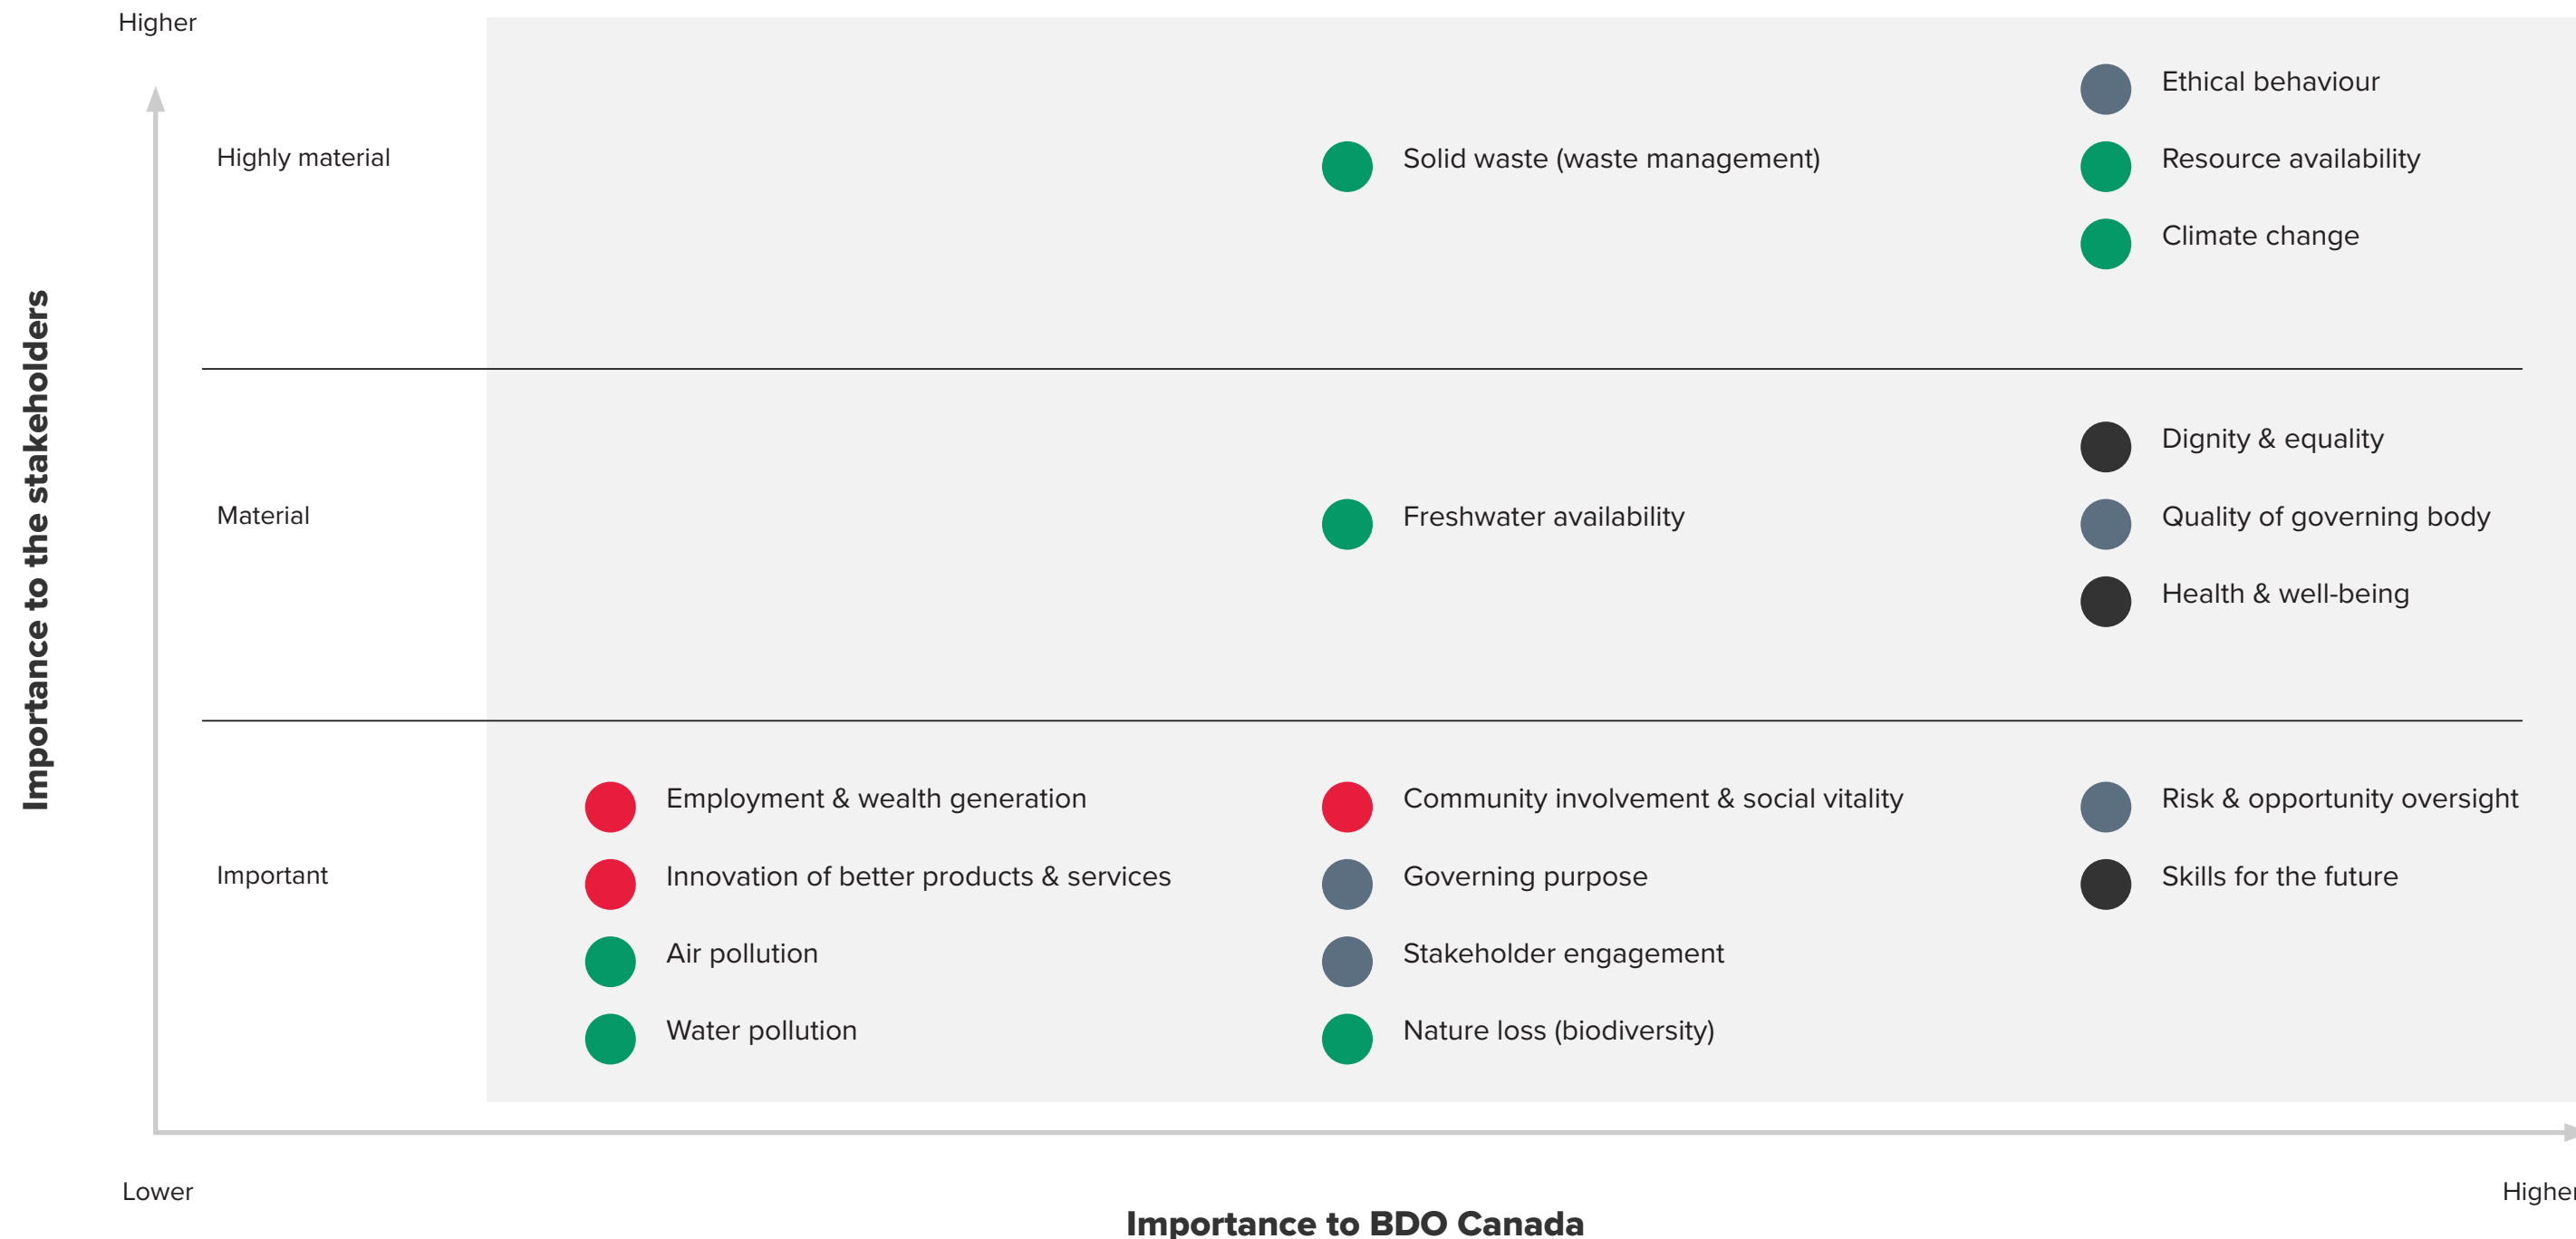 Higher
Importance to the stakeholders
Highly material
Solid waste (waste management)
Ethical behaviour
Resource availability
Climate change
Material
Freshwater availability
Dignity & equality
Quality of governing body
Health & well-being
Important
Employment & wealth generation
Innovation of better products & services
Air pollution
Water pollution
Community involvement & social vitality
Governing purpose
Stakeholder engagement
Nature loss (biodiversity)
Risk & opportunity oversight
Skills for the future
Lower
Higher
Importance to BDO Canada